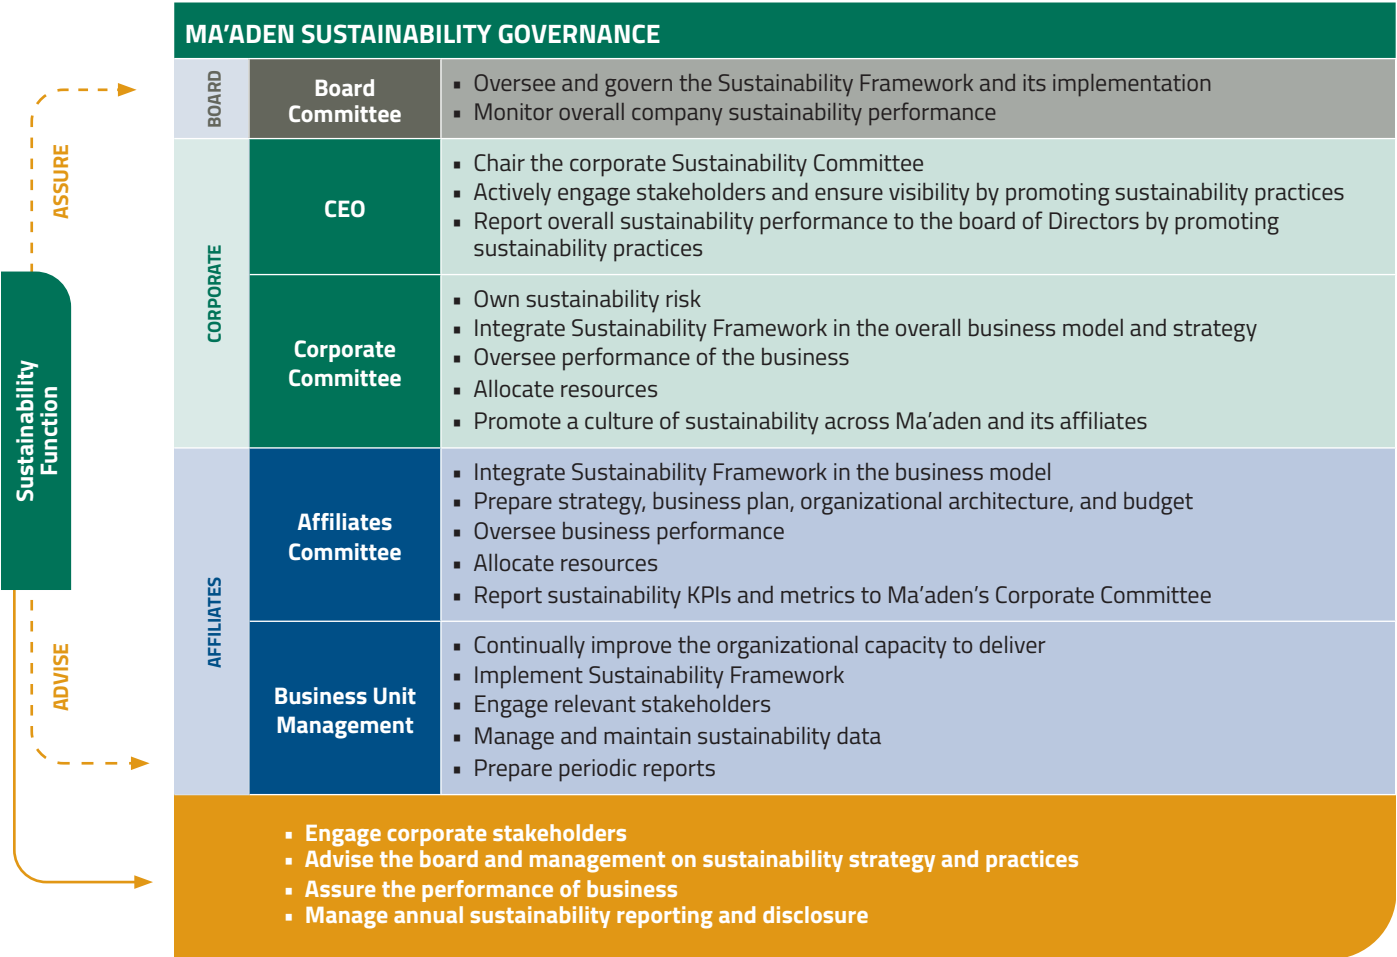 MA’ADEN SUSTAINABILITY GOVERNANCE
BOARD
Board
Committee
▪ Oversee and govern the Sustainability Framework and its implementation
▪ Monitor overall company sustainability performance
CORPORATE
CEO
▪ Chair the corporate Sustainability Committee
▪ Actively engage stakeholders and ensure visibility by promoting sustainability practices
▪ Report overall sustainability performance to the board of Directors by promoting
sustainability practices
Corporate
Committee
▪ Own sustainability risk
▪ Integrate Sustainability Framework in the overall business model and strategy
▪ Oversee performance of the business
▪ Allocate resources
▪ Promote a culture of sustainability across Ma’aden and its affiliates
AFFILIATES
Affiliates
Committee
▪ Integrate Sustainability Framework in the business model
▪ Prepare strategy, business plan, organizational architecture, and budget
▪ Oversee business performance
▪ Allocate resources
▪ Report sustainability KPIs and metrics to Ma’aden’s Corporate Committee
Business Unit
Management
▪ Continually improve the organizational capacity to deliver
▪ Implement Sustainability Framework
▪ Engage relevant stakeholders
▪ Manage and maintain sustainability data
▪ Prepare periodic reports
ASSURE
Sustainability
Function
ADVISE
▪ Engage corporate stakeholders
▪ Advise the board and management on sustainability strategy and practices
▪ Assure the performance of business
▪ Manage annual sustainability reporting and disclosure